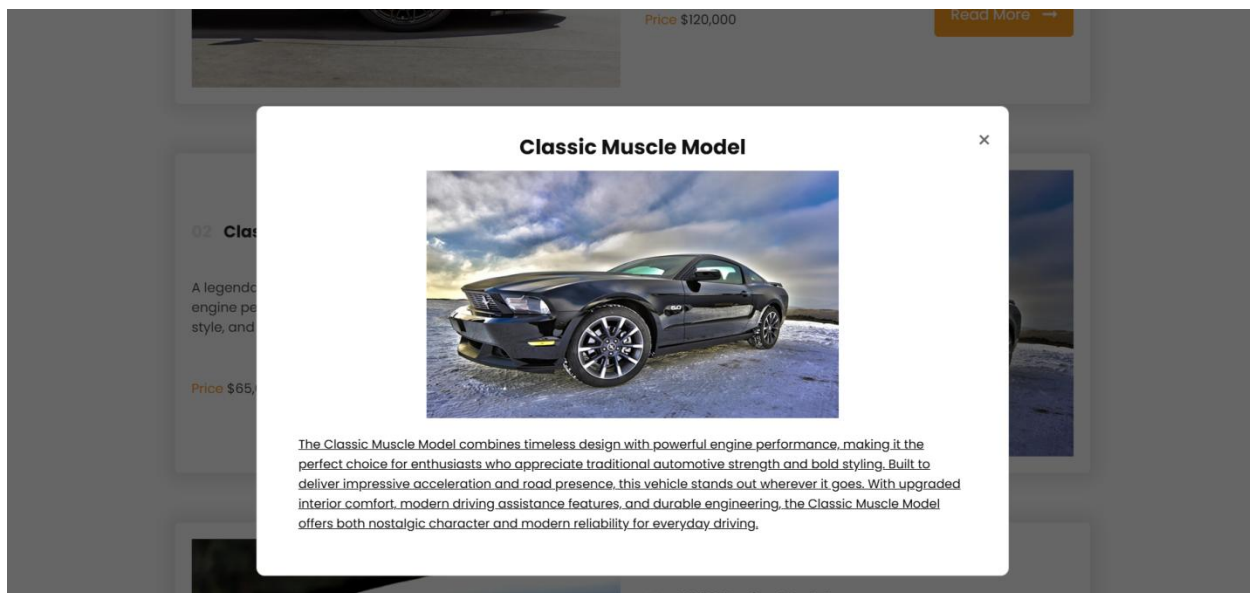 Price $120,000
Read More →
Classic Muscle Model
×
02
A legend
engine pe
style, and
Price $65,
5.0
The Classic Muscle Model combines timeless design with powerful engine performance, making it the
perfect choice for enthusiasts who appreciate traditional automotive strength and bold styling. Built to
deliver impressive acceleration and road presence, this vehicle stands out wherever it goes. With upgraded
interior comfort, modern driving assistance features, and durable engineering, the Classic Muscle Model
offers both nostalgic character and modern reliability for everyday driving.